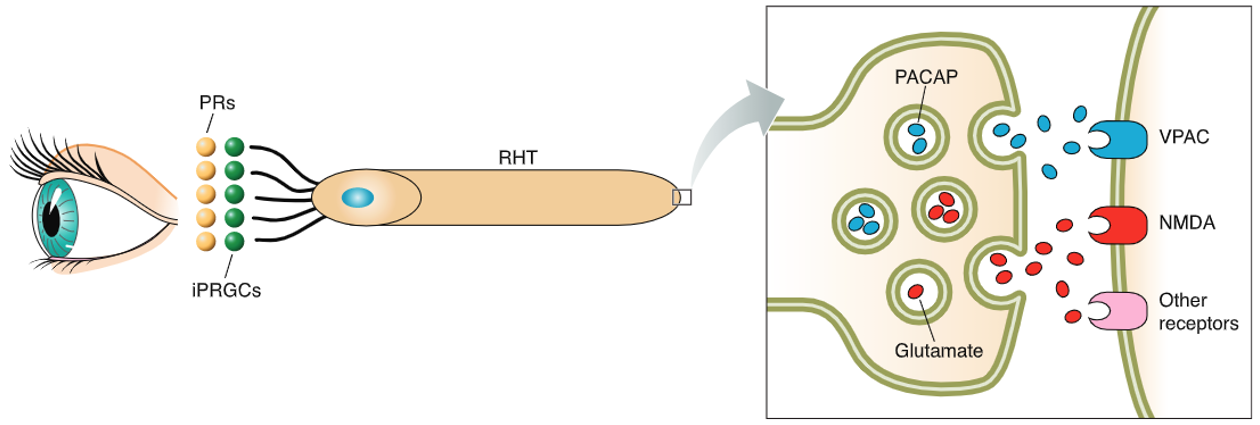 PRs
iPRGCs
RHT
PACAP
Glutamate
VPAC
NMDA
Other
receptors